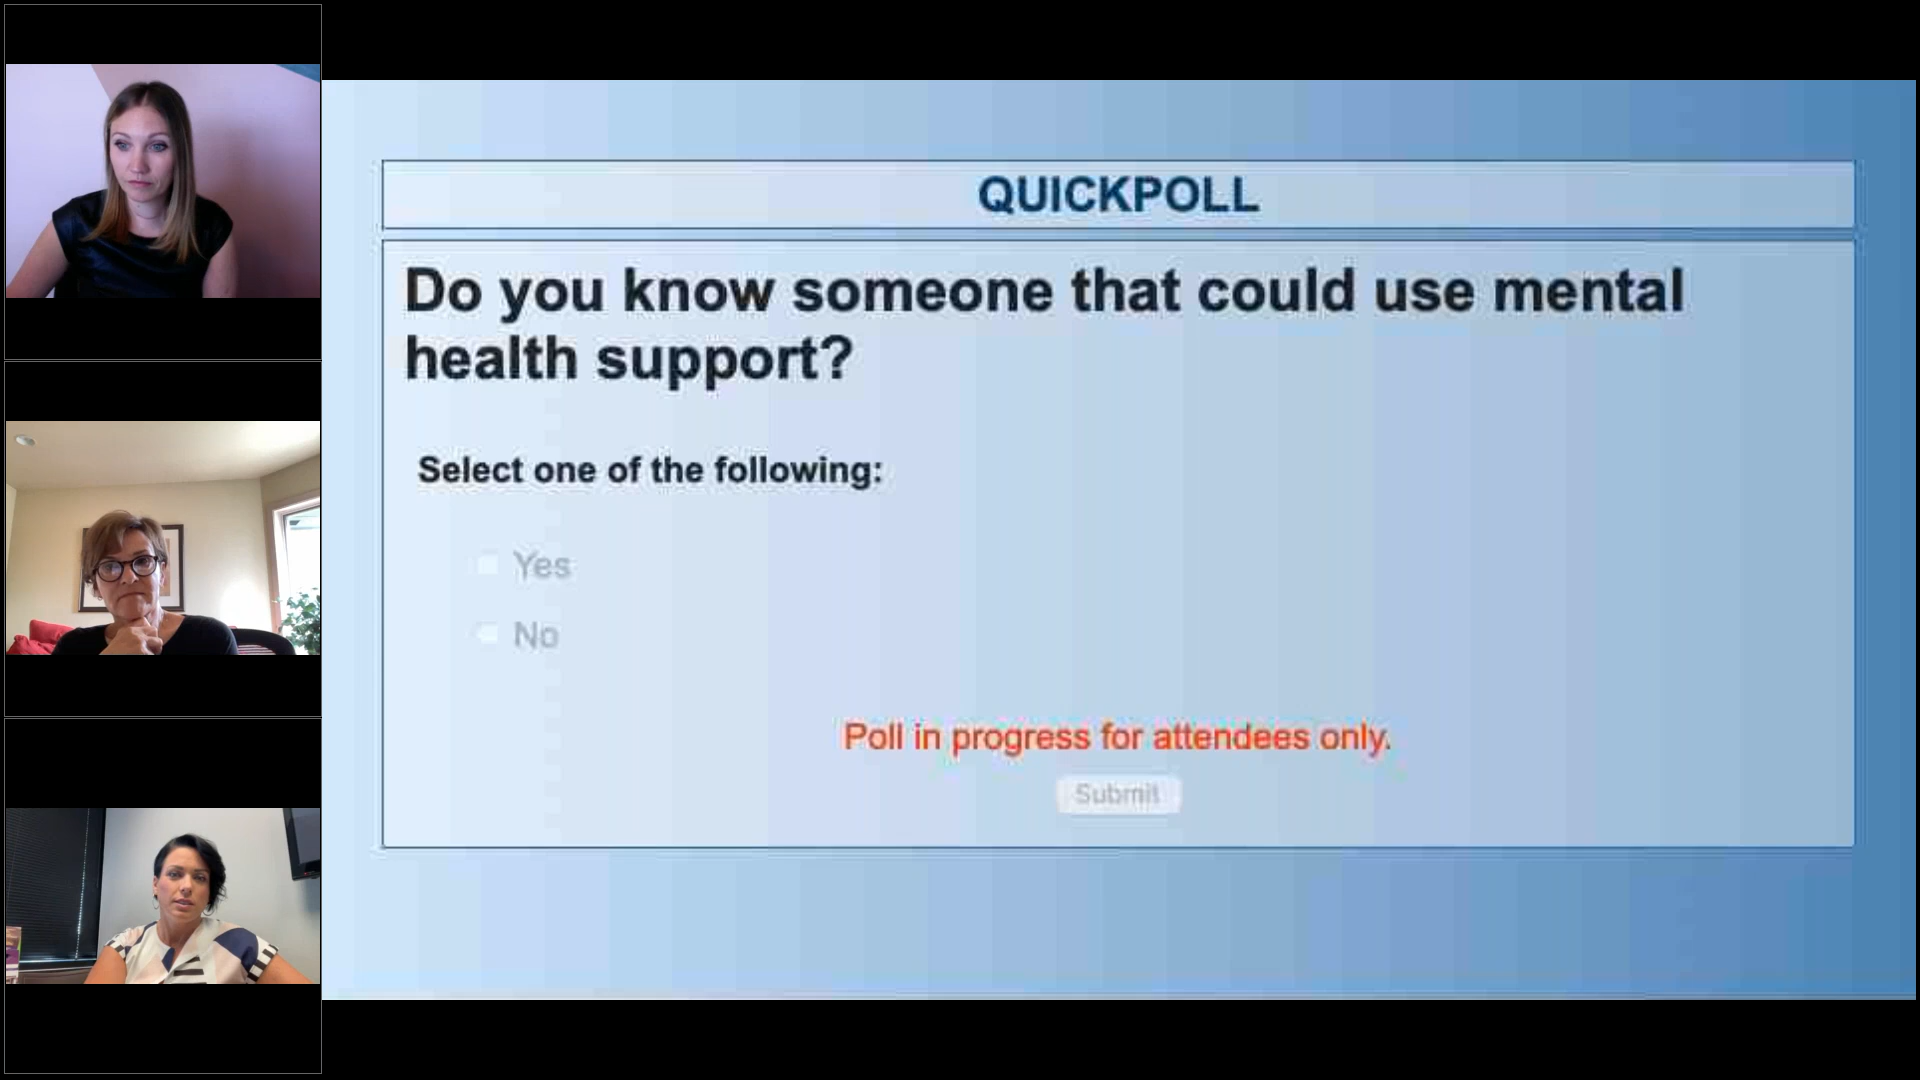 QUICKPOLL
Do you know someone that could use mental
health support?
Select one of the following:
Yes
No
Poll in progress for attendees only.
Submit